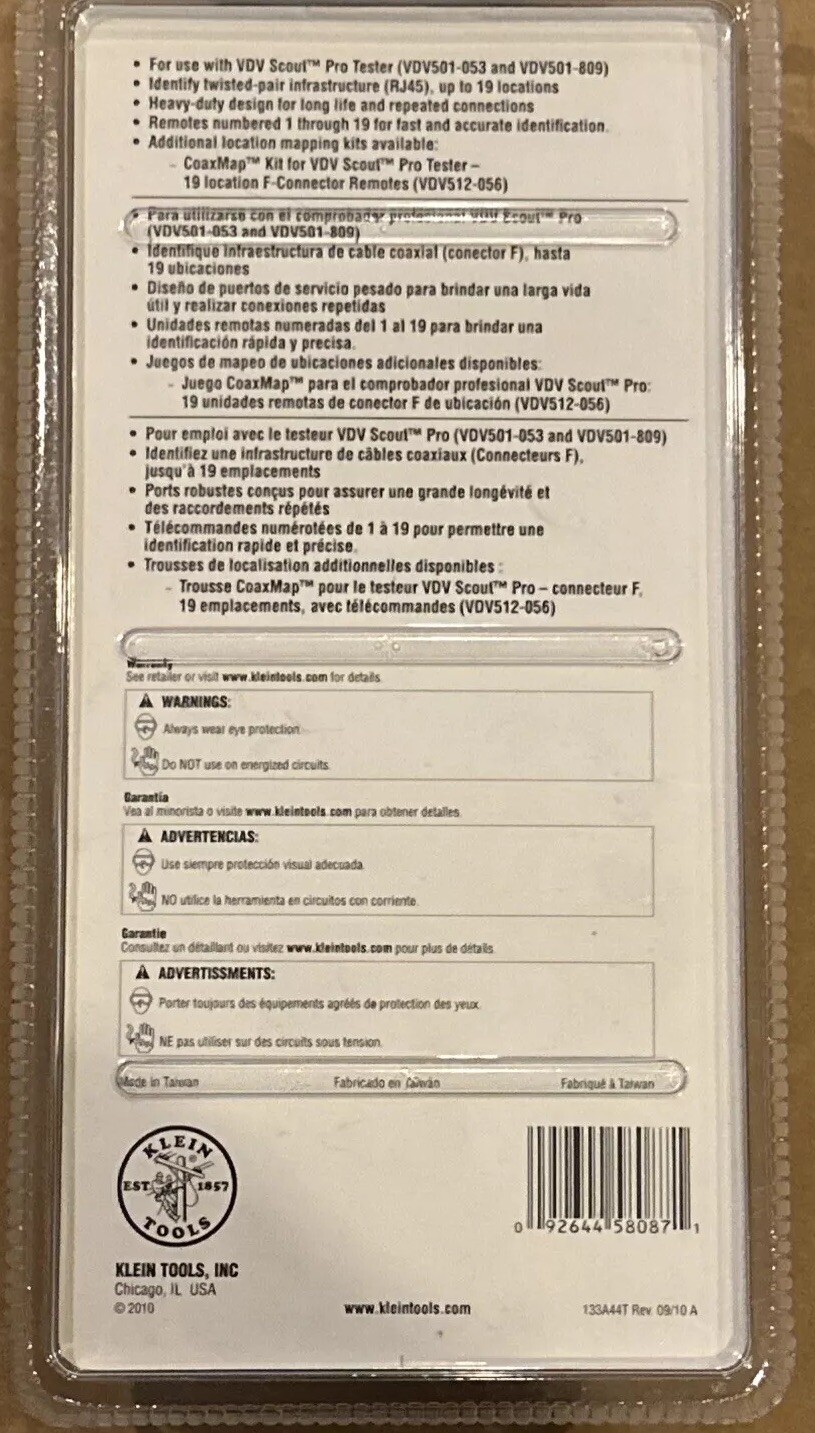 • For use with VDV Scout™ Pro Tester (VDV501-053 and VDV501-809)
• Identify twisted-pair infrastructure (RJ45), up to 19 locations
• Heavy-duty design for long life and repeated connections
• Remotes numbered 1 through 19 for fast and accurate identification.
• Additional location mapping kits available:
- CoaxMap™ Kit for VDV Scout™ Pro Tester –
19 location F-Connector Remotes (VDV512-056)
• Para utilizarse con el comprobador profesional VDV Scout™ Pro
(VDV501-053 and VDV501-809)
• Identifique infraestructura de cable coaxial (conector F), hasta
19 ubicaciones
• Diseño de puertos de servicio pesado para brindar una larga vida
útil y realizar conexiones repetidas
• Unidades remotas numeradas del 1 al 19 para brindar una
identificación rápida y precisa.
• Juegos de mapeo de ubicaciones adicionales disponibles:
- Juego CoaxMap™ para el comprobador profesional VDV Scout™ Pro:
19 unidades remotas de conector F de ubicación (VDV512-056)
• Pour emploi avec le testeur VDV Scout™ Pro (VDV501-053 and VDV501-809)
• Identifiez une infrastructure de câbles coaxiaux (Connecteurs F),
jusqu'à 19 emplacements
• Ports robustes conçus pour assurer une grande longévité et
des raccordements répétés
• Télécommandes numérotées de 1 à 19 pour permettre une
identification rapide et précise.
• Trousses de localisation additionnelles disponibles :
- Trousse CoaxMap™ pour le testeur VDV Scout™ Pro – connecteur F,
19 emplacements, avec télécommandes (VDV512-056)
Warranty
See retailer or visit www.kleintools.com for details.
WARNINGS:
Always wear eye protection.
Do NOT use on energized circuits.
Garantía
Vea al minorista o visite www.kleintools.com para obtener detalles.
ADVERTENCIAS:
Use siempre protección visual adecuada.
NO utilice la herramienta en circuitos con corriente.
Garantie
Consultez un détaillant ou visitez www.kleintools.com pour plus de détails.
ADVERTISSMENTS:
Porter toujours des équipements agréés de protection des yeux.
NE pas utiliser sur des circuits sous tension.
Made in Taiwan Fabricado en Taiwán Fabriqué à Taiwan
KLEIN
EST. 1857
TOOLS
0 92644 58087 1
KLEIN TOOLS, INC
Chicago, IL USA
© 2010 www.kleintools.com 133A44T Rev. 09/10 A